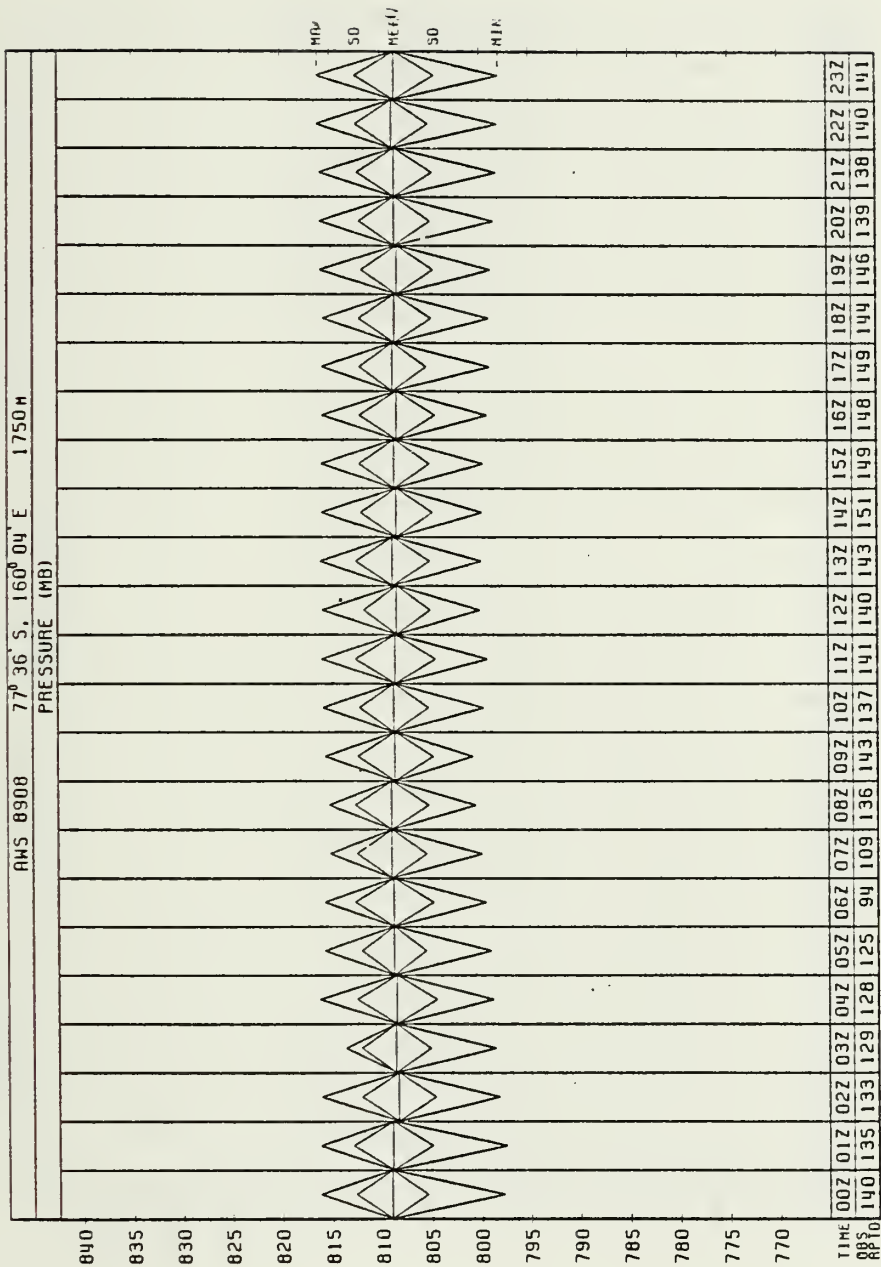 AWS 8908 77° 36' S, 160° 04' E 1750M
PRESSURE (MB)
840
835
830
825
820
815
810
805
800
795
790
785
780
775
770
MAX
SD
MEAN
SD
MIN
TIME 00Z 01Z 02Z 03Z 04Z 05Z 06Z 07Z 08Z 09Z 10Z 11Z 12Z 13Z 14Z 15Z 16Z 17Z 18Z 19Z 20Z 21Z 22Z 23Z
OBS 140 135 133 129 128 125 94 109 136 143 137 141 140 143 151 149 148 149 144 146 139 138 140 141
RPTD